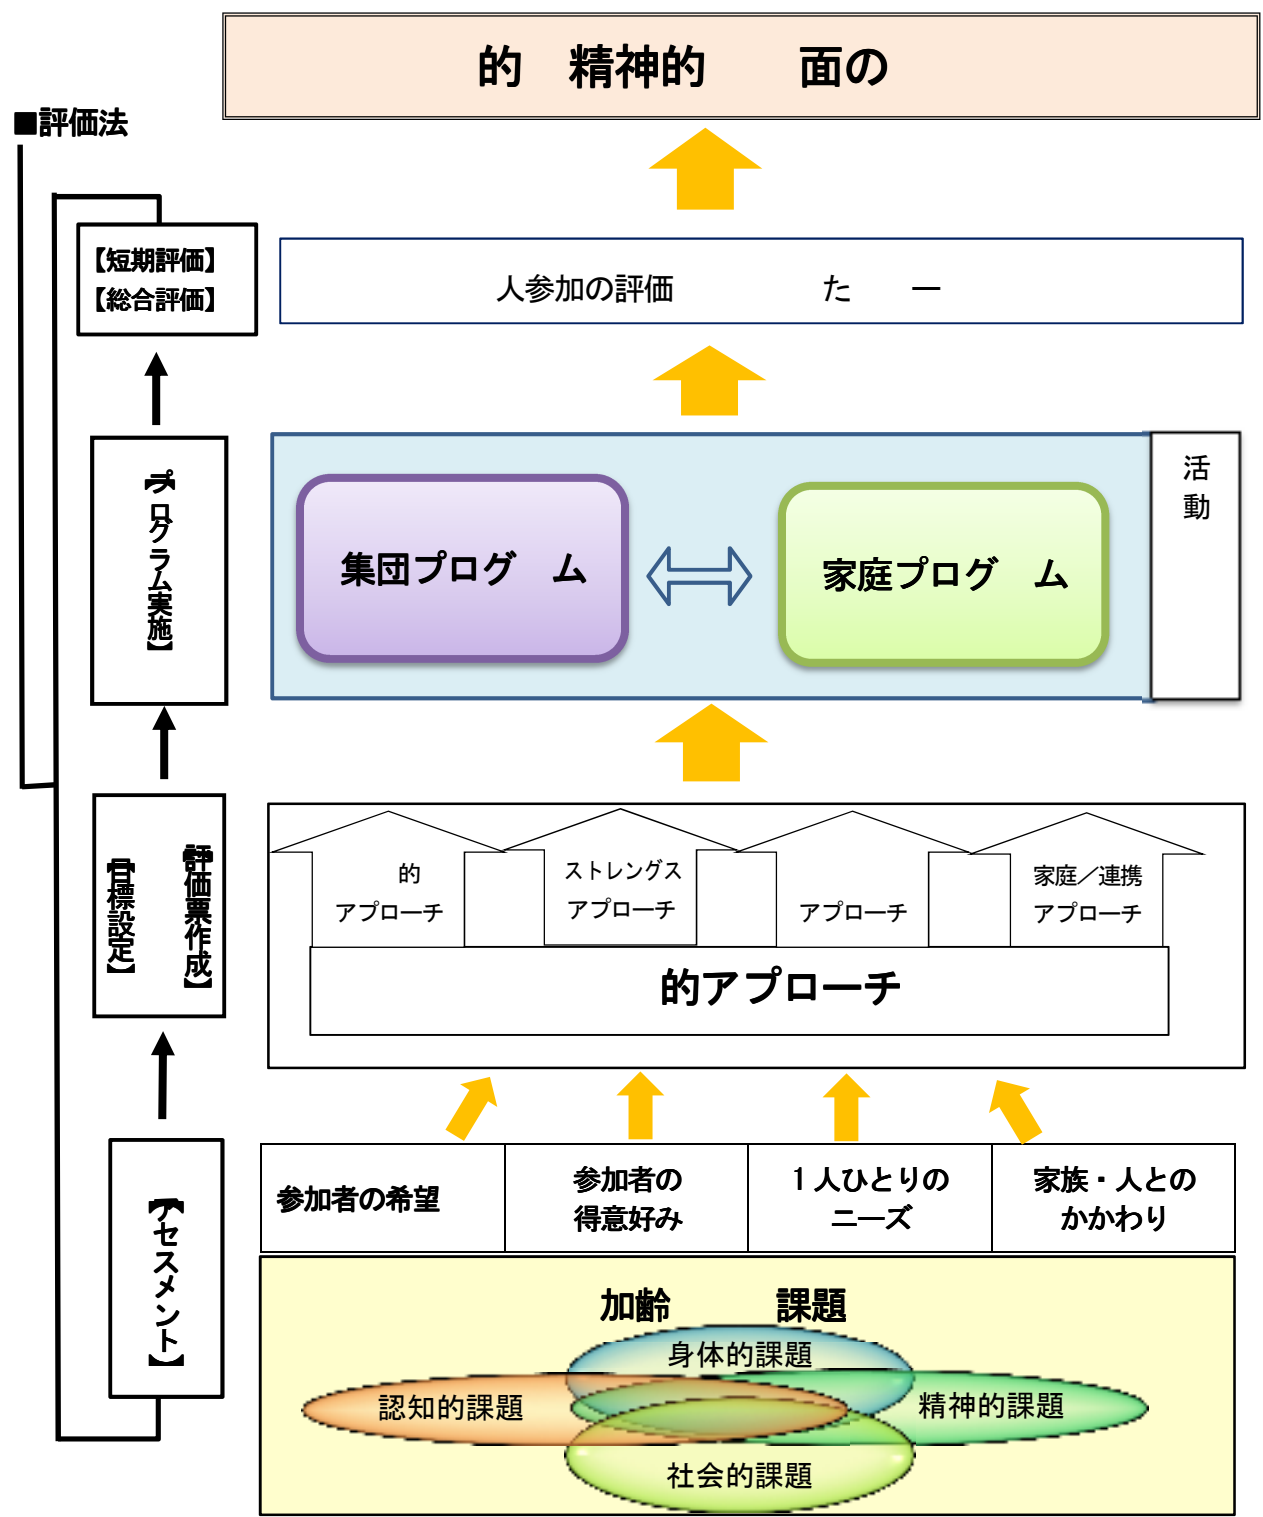 的　精神的　　面の
■評価法
【短期評価】
【総合評価】
人参加の評価　　　　　た　　ー
【プログラム実施】
集団プログ　ム
家庭プログ　ム
活
動
評価票作成】
【目標設定】
的
アプローチ
ストレングス
アプローチ
アプローチ
家庭／連携
アプローチ
的アプローチ
【アセスメント】
参加者の希望
参加者の
得意好み
１人ひとりの
ニーズ
家族・人との
かかわり
加齢　　　課題
身体的課題
認知的課題
精神的課題
社会的課題